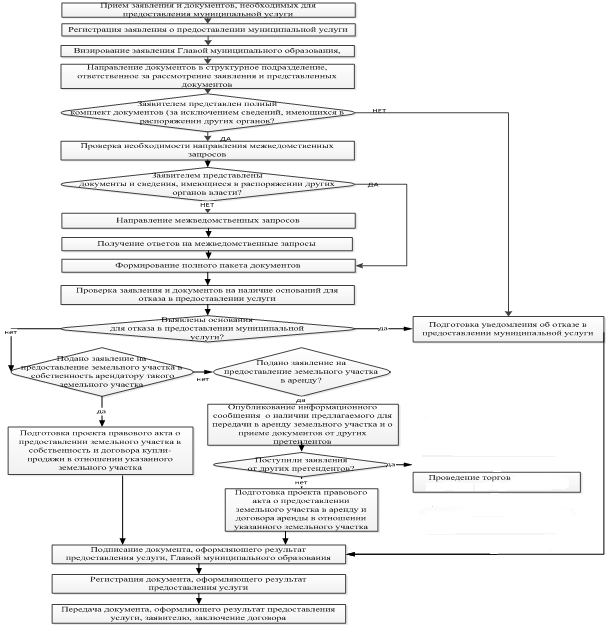 Прием заявления и документов, необходимых для
предоставления муниципальной услуги
Регистрация заявления о предоставлении муниципальной услуги
Визирование заявления Главой муниципального образования,
Направление документов в структурное подразделение,
ответственное за рассмотрение заявления и представленных
документов
Заявителем представлен полный
комплект документов (за исключением сведений, имеющихся в
распоряжении других органов?
НЕТ
ДА
Проверка необходимости направления межведомственных
запросов
Заявителем представлены
документы и сведения, имеющиеся в распоряжении других
органов власти?
ДА
НЕТ
Направление межведомственных запросов
Получение ответов на межведомственные запросы
Формирование полного пакета документов
Проверка заявления и документов на наличие оснований для
отказа в предоставлении услуги
Выявлены основания
для отказа в предоставлении муниципальной
услуги?
да
нет
Подготовка уведомления об отказе в
предоставлении муниципальной услуги
Подано заявление на
предоставление земельного участка в
собственность арендатору такого
земельного участка
нет
Подано заявление на
предоставление земельного участка
в аренду?
да
да
Опубликование информационного
сообщения о наличии предлагаемого для
передачи в аренду земельного участка и о
приеме документов от других
претендентов
Подготовка проекта правового акта о
предоставлении земельного участка в
собственность и договора купли-
продажи в отношении указанного
земельного участка
Поступили заявления
от других претендентов?
да
нет
Проведение торгов
Подготовка проекта правового
акта о предоставлении
земельного участка в аренду и
договора аренды в отношении
указанного земельного участка
Подписание документа, оформляющего результат
предоставления услуги, Главой муниципального образования
Регистрация документа, оформляющего результат
предоставления услуги
Передача документа, оформляющего результат предоставления
услуги, заявителю, заключение договора